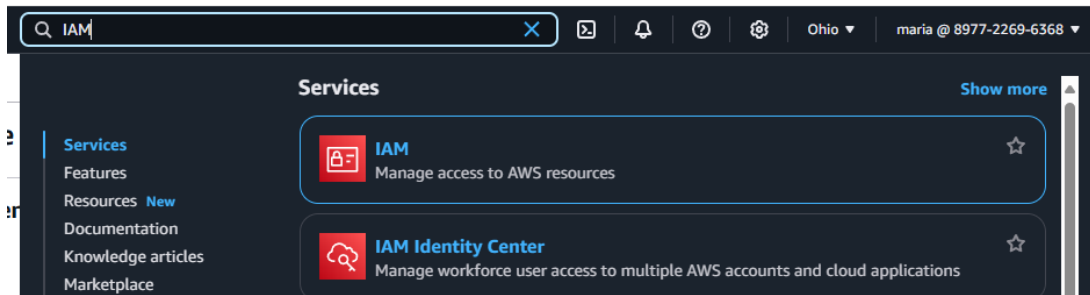 IAM
Ohio ▼
maria @ 8977-2269-6368 ▼
Services
Show more
Services
Features
Resources New
Documentation
Knowledge articles
Marketplace
IAM
Manage access to AWS resources
IAM Identity Center
Manage workforce user access to multiple AWS accounts and cloud applications